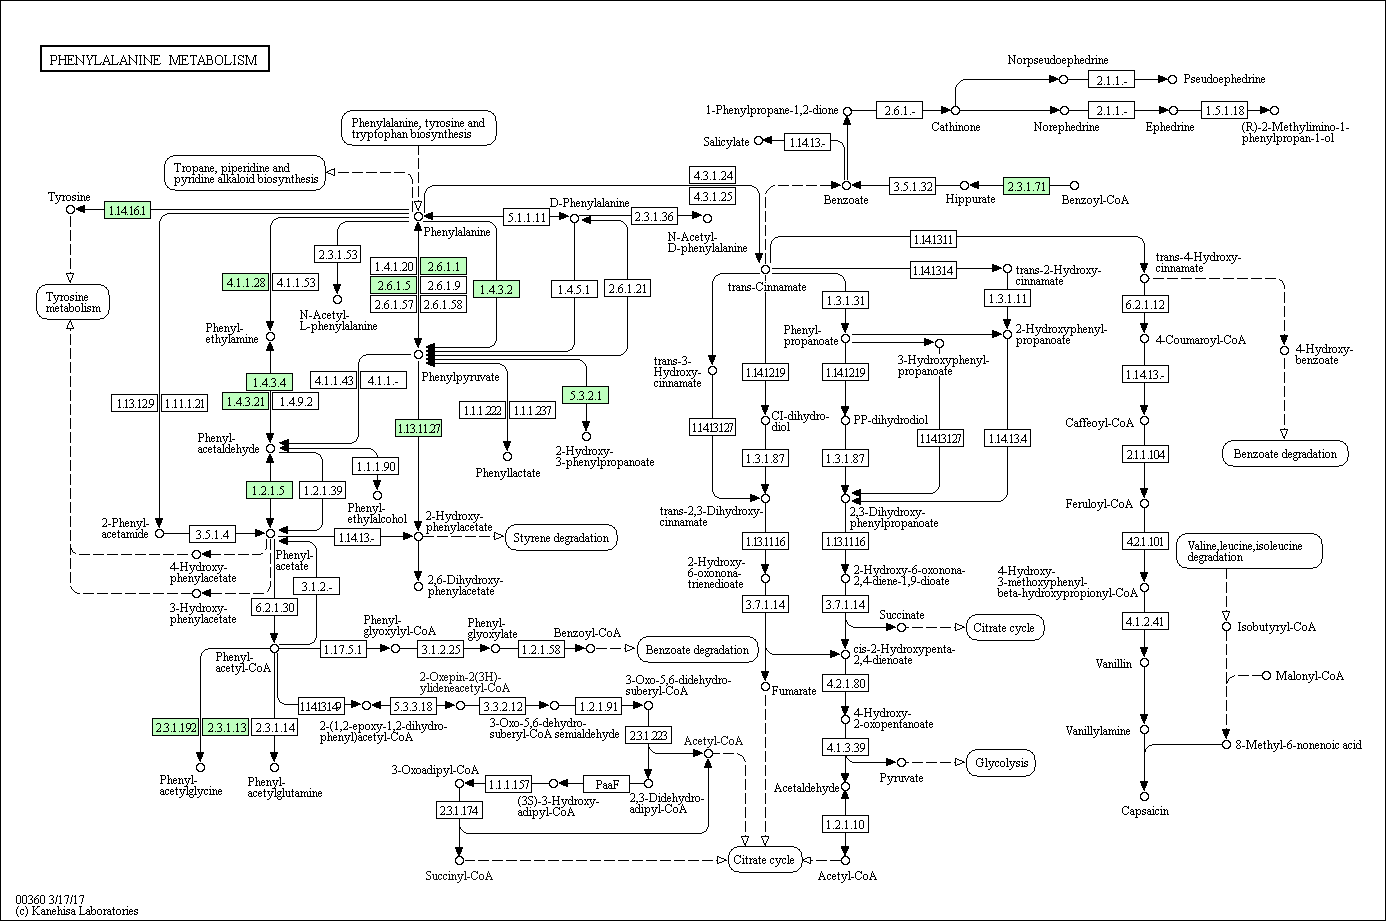 PHENYLALANINE METABOLISM
Norpseudoephedrine
2.1.1.-
Pseudoephedrine
1-Phenylpropane-1,2-dione
2.6.1.-
Cathinone
2.1.1.-
Norephedrine
Ephedrine
1.5.1.18
(R)-2-Methylimino-1-
phenylpropan-1-ol
Phenylalanine, tyrosine and
tryptophan biosynthesis
Salicylate
1.14.13.-
Tropane, piperidine and
pyridine alkaloid biosynthesis
4.3.1.24
4.3.1.25
3.5.1.32
2.3.1.71
Benzoate
Hippurate
Benzoyl-CoA
Tyrosine
1.14.16.1
Phenylalanine
5.1.1.11
D-Phenylalanine
2.3.1.36
N-Acetyl-
D-phenylalanine
1.14.13.11
2.3.1.53
4.1.1.28
4.1.1.53
1.4.1.20
2.6.1.1
2.6.1.5
2.6.1.9
2.6.1.57
2.6.1.58
1.4.3.2
1.4.5.1
2.6.1.21
trans-Cinnamate
1.14.13.14
trans-2-Hydroxy-
cinnamate
trans-4-Hydroxy-
cinnamate
Tyrosine
metabolism
N-Acetyl-
L-phenylalanine
1.3.1.31
1.3.1.11
6.2.1.12
Phenyl-
ethylamine
Phenyl-
propanoate
2-Hydroxyphenyl-
propanoate
4-Coumaroyl-CoA
4-Hydroxy-
benzoate
Phenylpyruvate
trans-3-
Hydroxy-
cinnamate
3-Hydroxyphenyl-
propanoate
1.4.3.4
1.4.3.21
1.4.9.2
4.1.1.43
4.1.1.-
1.14.12.19
1.14.12.19
1.14.13.-
1.13.12.9
1.11.1.21
5.3.2.1
1.1.1.222
1.1.1.237
1.13.11.27
CI-dihydro-
diol
PP-dihydrodiol
Caffeoyl-CoA
Phenyl-
acetaldehyde
1.14.13.127
1.14.13.127
1.14.13.4
2-Hydroxy-
3-phenylpropanoate
Phenyllactate
1.1.1.90
1.3.1.87
1.3.1.87
2.1.1.104
Benzoate degradation
1.2.1.5
1.2.1.39
Phenyl-
ethylalcohol
trans-2,3-Dihydroxy-
cinnamate
2,3-Dihydroxy-
phenylpropanoate
Feruloyl-CoA
2-Phenyl-
acetamide
3.5.1.4
1.14.13.-
2-Hydroxy-
phenylacetate
Styrene degradation
1.13.11.16
1.13.11.16
4.2.1.101
Valine,leucine,isoleucine
degradation
Phenyl-
acetate
4-Hydroxy-
phenylacetate
3.1.2.-
2,6-Dihydroxy-
phenylacetate
2-Hydroxy-
6-oxonona-
trienedioate
2-Hydroxy-6-oxonona-
2,4-diene-1,9-dioate
4-Hydroxy-
3-methoxyphenyl-
beta-hydroxypropionyl-CoA
3-Hydroxy-
phenylacetate
6.2.1.30
3.7.1.14
3.7.1.14
Succinate
Citrate cycle
4.1.2.41
Isobutyryl-CoA
Phenyl-
acetyl-CoA
1.17.5.1
Phenyl-
glyoxylyl-CoA
3.1.2.25
Phenyl-
glyoxylate
1.2.1.58
Benzoyl-CoA
Benzoate degradation
cis-2-Hydroxypenta-
2,4-dienoate
Vanillin
Malonyl-CoA
Fumarate
4.2.1.80
1.14.13.149
2-(1,2-epoxy-1,2-dihydro-
phenyl)acetyl-CoA
5.3.3.18
2-Oxepin-2(3H)-
ylideneacetyl-CoA
3.3.2.12
3-Oxo-5,6-dehydro-
suberyl-CoA semialdehyde
1.2.1.91
3-Oxo-5,6-didehydro-
suberyl-CoA
2.3.1.192
2.3.1.13
2.3.1.14
2.3.1.223
Acetyl-CoA
4-Hydroxy-
2-oxopentanoate
Vanillylamine
4.1.3.39
8-Methyl-6-nonenoic acid
Phenyl-
acetylglycine
Phenyl-
acetylglutamine
3-Oxoadipyl-CoA
1.1.1.157
(3S)-3-Hydroxy-
adipyl-CoA
PaaF
2,3-Didehydro-
adipyl-CoA
Pyruvate
Glycolysis
Acetaldehyde
Capsaicin
2.3.1.174
1.2.1.10
Succinyl-CoA
Citrate cycle
Acetyl-CoA
00360 3/17/17
(c) Kanehisa Laboratories